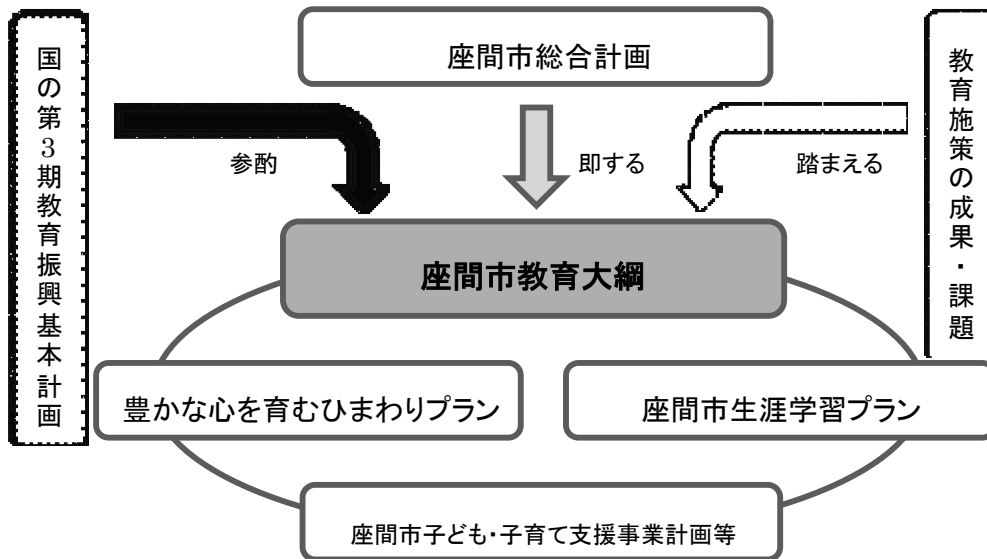 座間市総合計画
国の第3期教育振興基本計画
教育施策の成果・課題
参酌
即する
踏まえる
座間市教育大綱
豊かな心を育むひまわりプラン
座間市生涯学習プラン
座間市子ども・子育て支援事業計画等